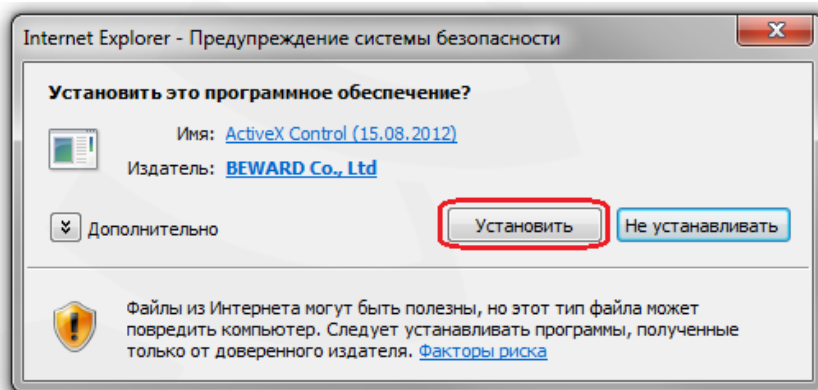 Internet Explorer - Предупреждение системы безопасности
Установить это программное обеспечение?
Имя: ActiveX Control (15.08.2012)
Издатель: BEWARD Co., Ltd
Дополнительно
Установить
Не устанавливать
Файлы из Интернета могут быть полезны, но этот тип файла может
повредить компьютер. Следует устанавливать программы, полученные
только от доверенного издателя. Факторы риска